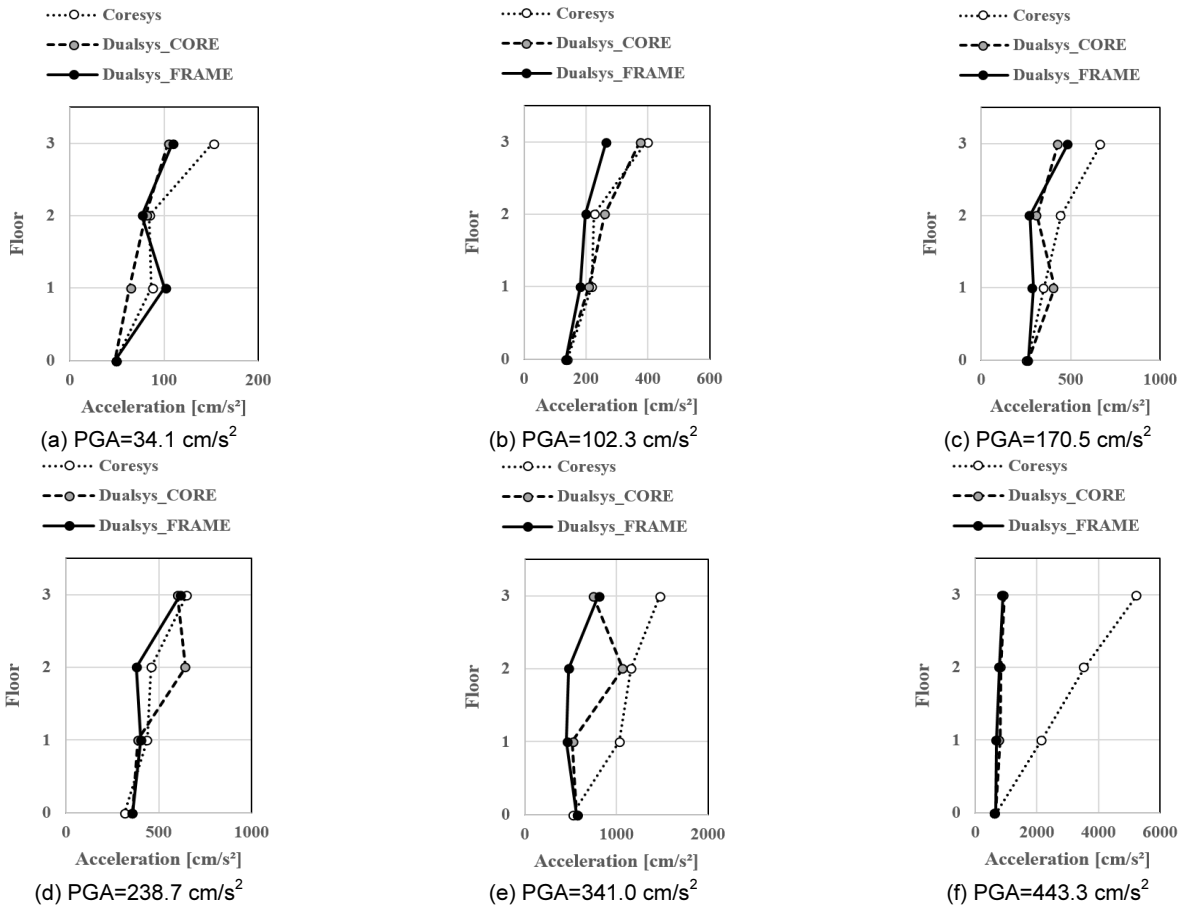 Coresys
Dualsys_CORE
Dualsys_FRAME
3
2
1
0
Floor
0 100 200
Acceleration [cm/s²]
(a) PGA=34.1 cm/s²
Coresys
Dualsys_CORE
Dualsys_FRAME
3
2
1
0
Floor
0 200 400 600
Acceleration [cm/s²]
(b) PGA=102.3 cm/s²
Coresys
Dualsys_CORE
Dualsys_FRAME
3
2
1
0
Floor
0 500 1000
Acceleration [cm/s²]
(c) PGA=170.5 cm/s²
Coresys
Dualsys_CORE
Dualsys_FRAME
3
2
1
0
Floor
0 500 1000
Acceleration [cm/s²]
(d) PGA=238.7 cm/s²
Coresys
Dualsys_CORE
Dualsys_FRAME
3
2
1
0
Floor
0 1000 2000
Acceleration [cm/s²]
(e) PGA=341.0 cm/s²
Coresys
Dualsys_CORE
Dualsys_FRAME
3
2
1
0
Floor
0 2000 4000 6000
Acceleration [cm/s²]
(f) PGA=443.3 cm/s²